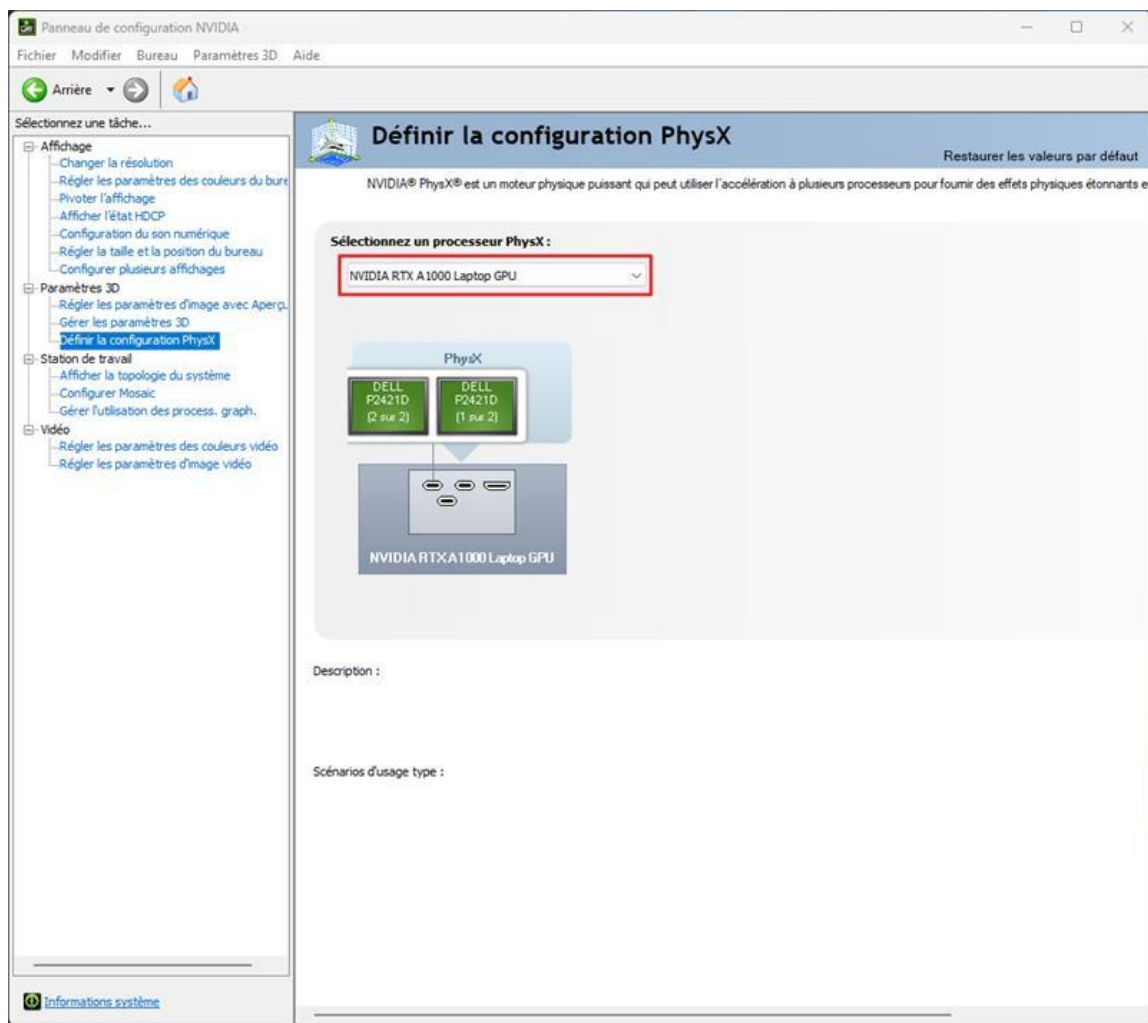 Panneau de configuration NVIDIA
Fichier Modifier Bureau Paramètres 3D Aide
Arrière
Sélectionnez une tâche...
Affichage
Changer la résolution
Régler les paramètres des couleurs du bure
Pivoter l'affichage
Afficher l'état HDCP
Configuration du son numérique
Régler la taille et la position du bureau
Configurer plusieurs affichages
Paramètres 3D
Régler les paramètres d'image avec Aperçu
Gérer les paramètres 3D
Définir la configuration PhysX
Station de travail
Afficher la topologie du système
Configurer Mosaic
Gérer l'utilisation des process. graph.
Vidéo
Régler les paramètres des couleurs vidéo
Régler les paramètres d'image vidéo
Informations système
Définir la configuration PhysX
Restaurer les valeurs par défaut
NVIDIA® PhysX® est un moteur physique puissant qui peut utiliser l'accélération à plusieurs processeurs pour fournir des effets physiques étonnants e
Sélectionnez un processeur PhysX :
NVIDIA RTX A1000 Laptop GPU
PhysX
DELL
P2421D
(2 sur 2)
DELL
P2421D
(1 sur 2)
NVIDIA RTX A1000 Laptop GPU
Description :
Scénarios d'usage type :